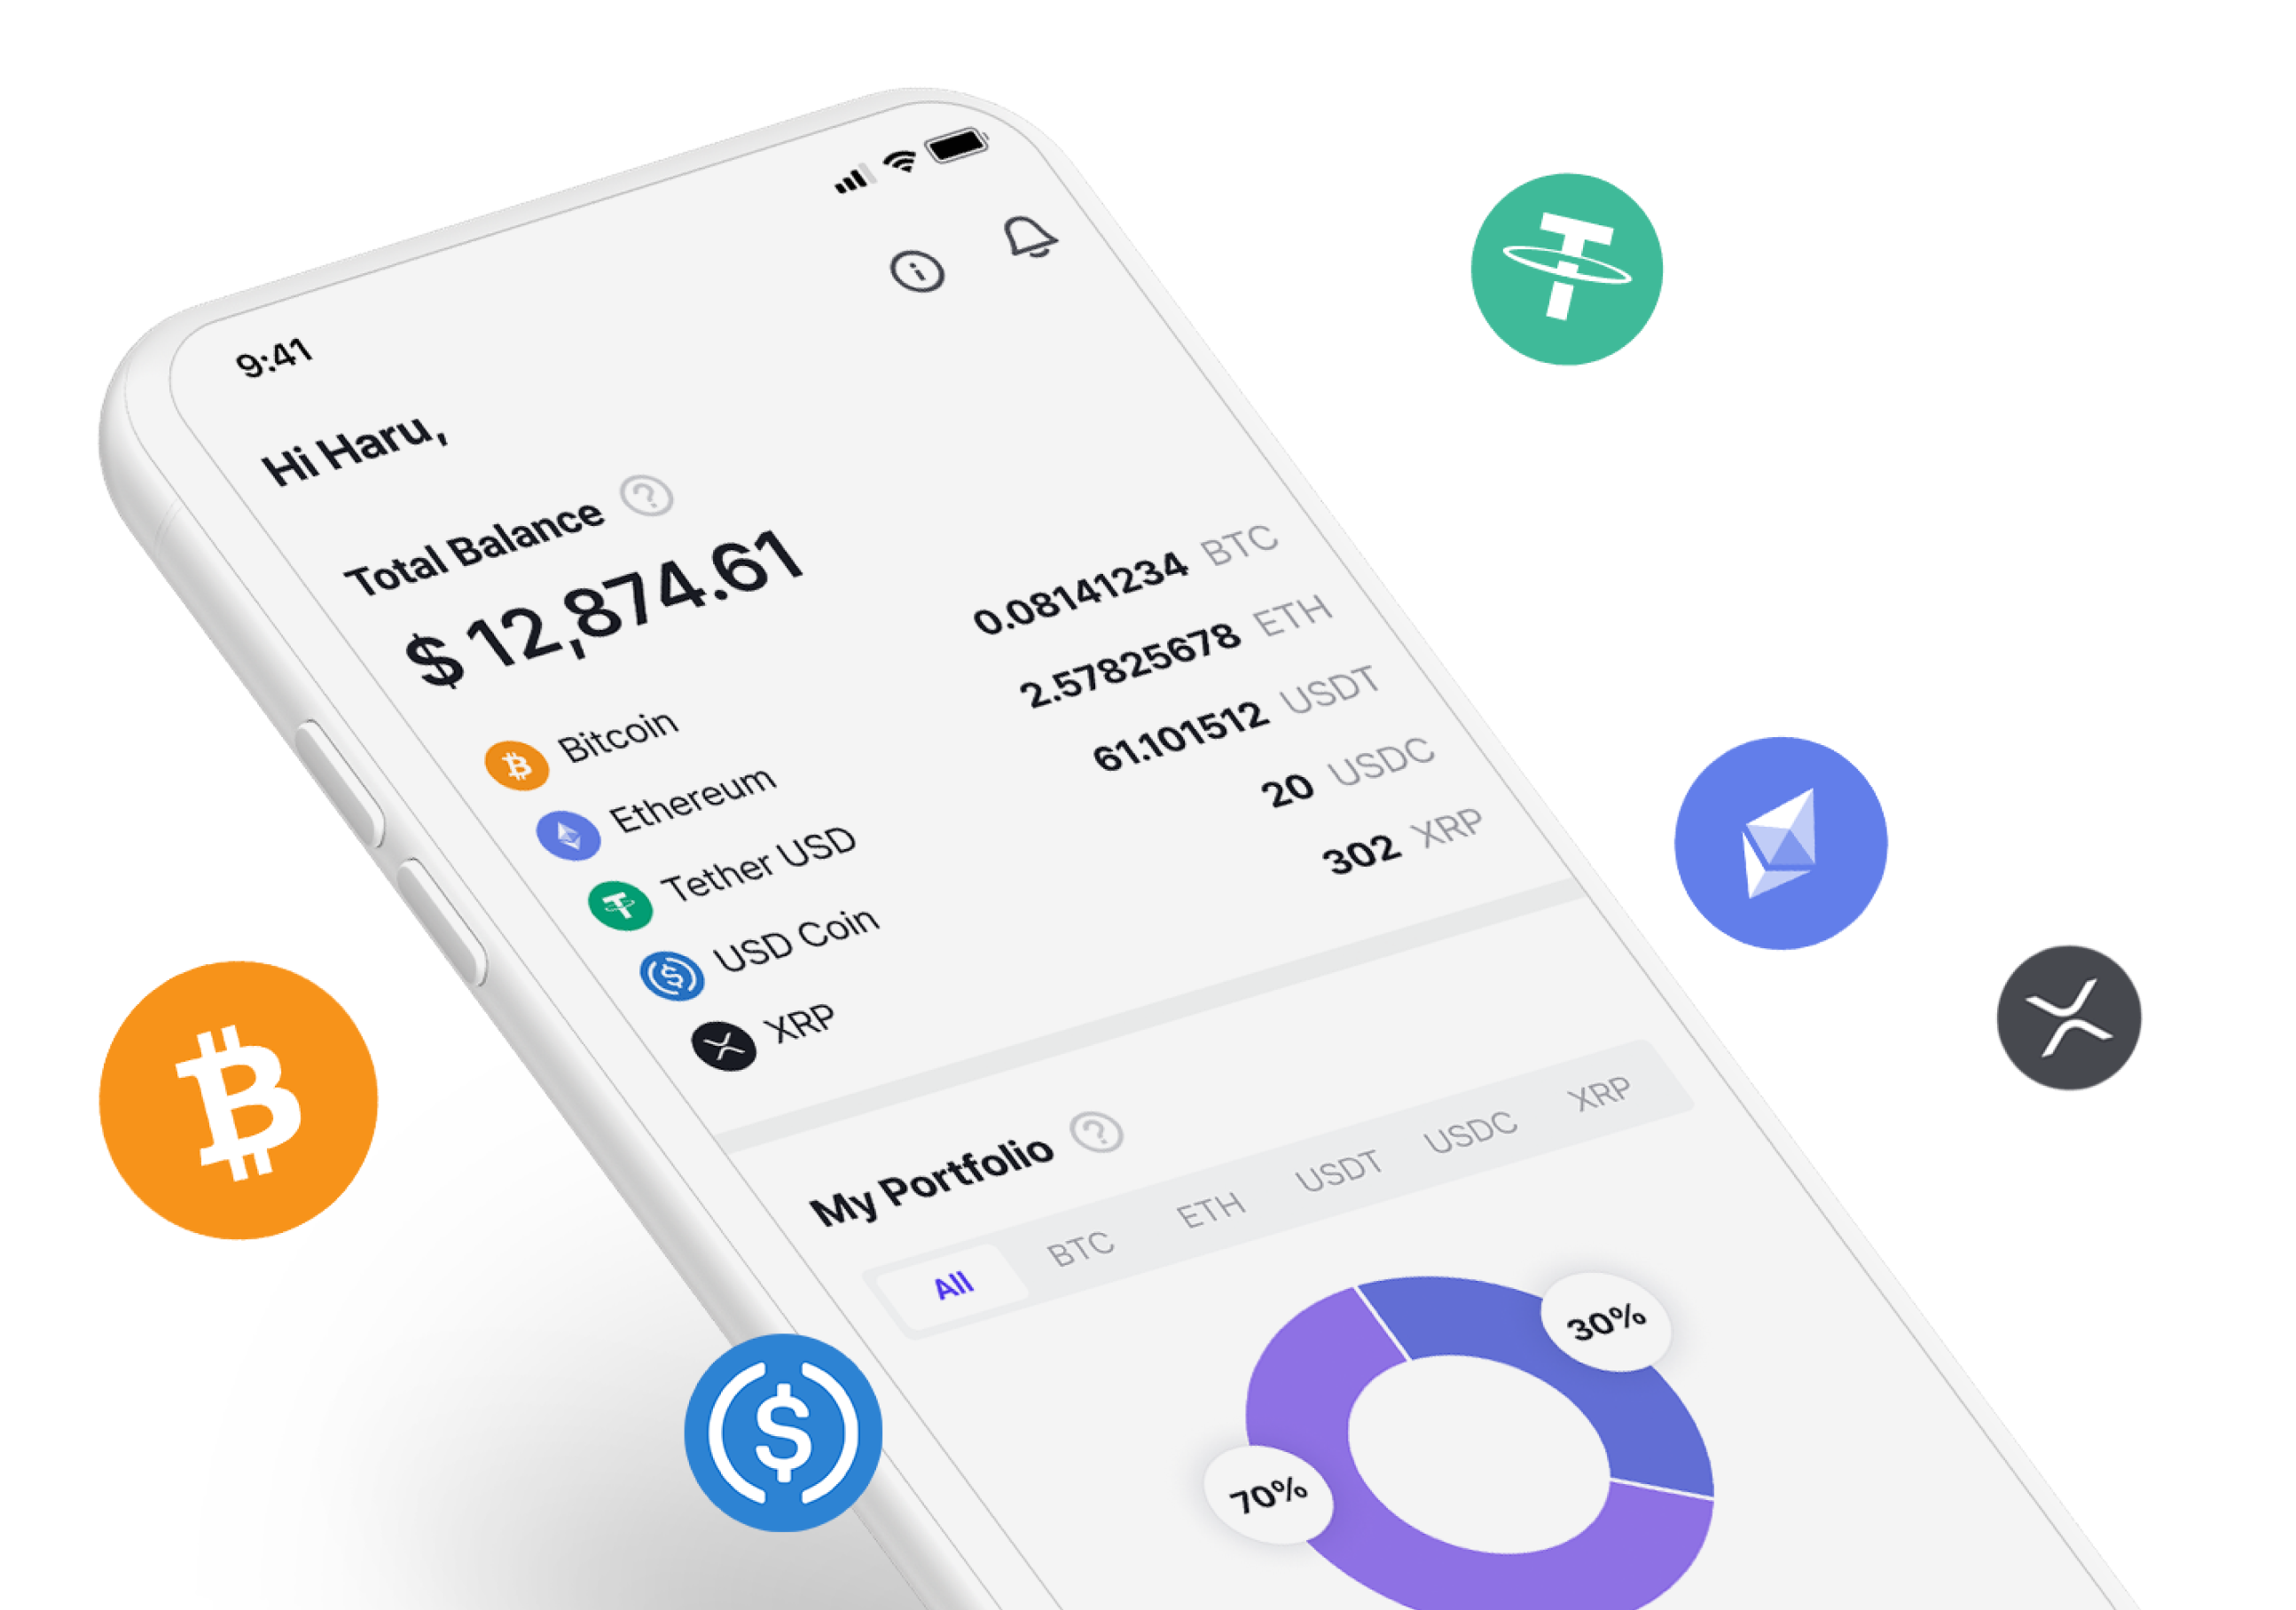 9:41
Hi Haru,
Total Balance ?
$ 12,874.61
Bitcoin 0.08141234 BTC
Ethereum 2.57825678 ETH
Tether USD 61.101512 USDT
USD Coin 20 USDC
XRP 302 XRP
My Portfolio ?
All BTC ETH USDT USDC XRP
30%
70%